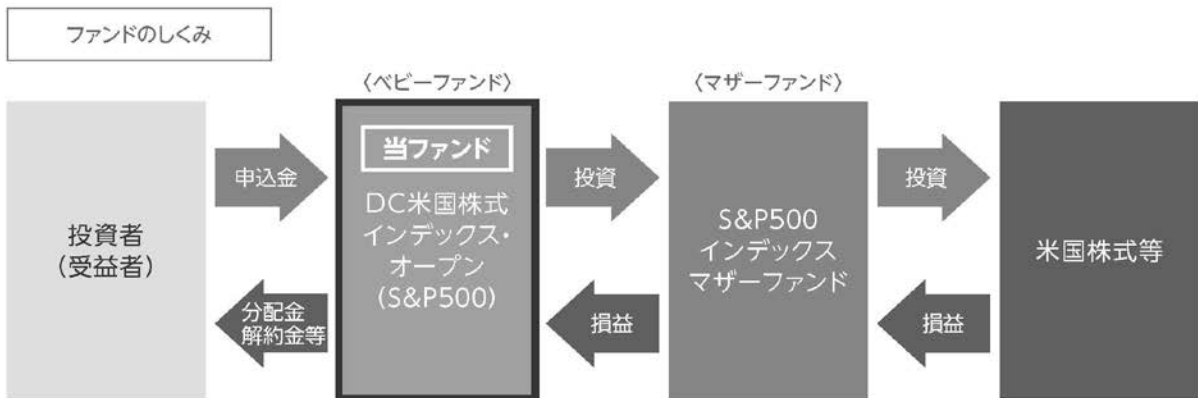 ファンドのしくみ
〈ベビーファンド〉
〈マザーファンド〉
投資者
(受益者)
申込金
分配金
解約金等
当ファンド
DC米国株式
インデックス・
オープン
(S&P500)
投資
損益
S&P500
インデックス
マザーファンド
投資
損益
米国株式等